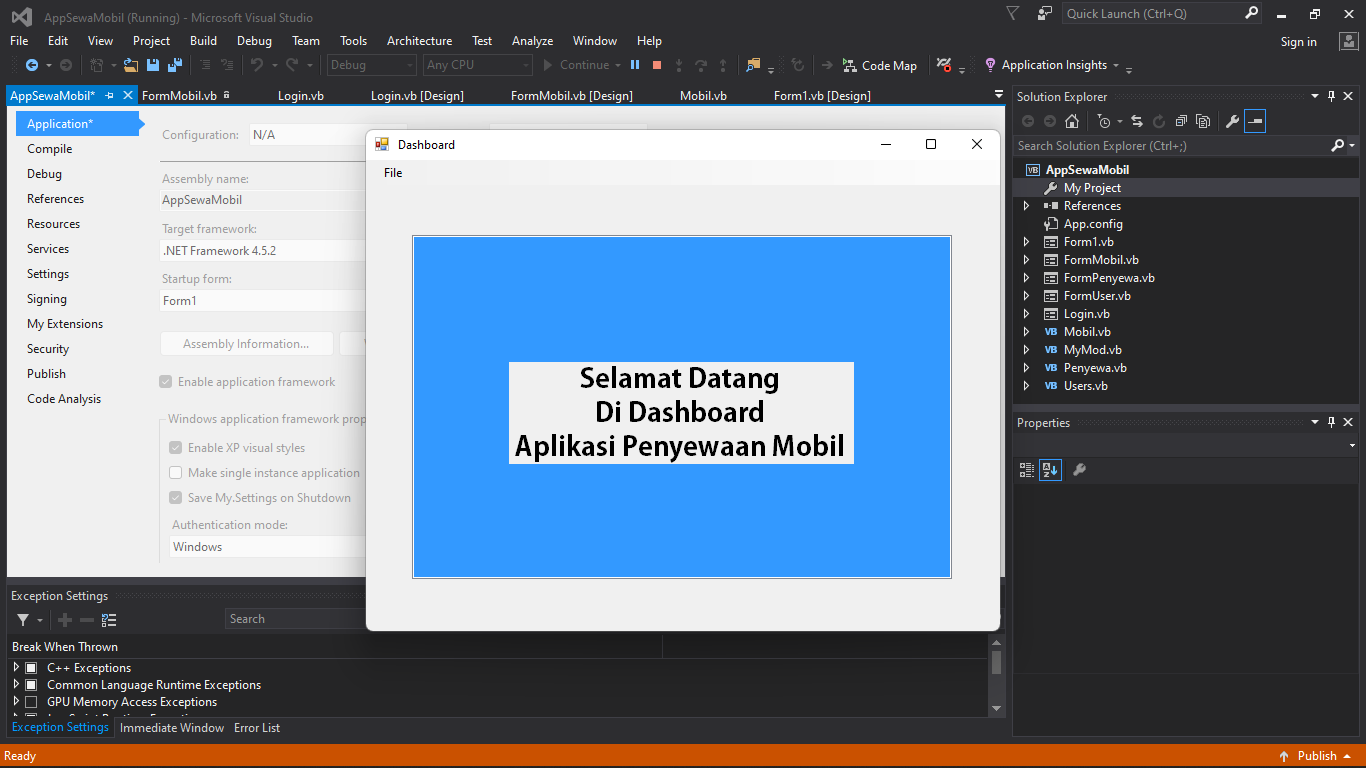 AppSewaMobil (Running) - Microsoft Visual Studio
Quick Launch (Ctrl+Q)
File Edit View Project Build Debug Team Tools Architecture Test Analyze Window Help
Sign in
Debug Any CPU Continue Code Map Application Insights
AppSewaMobil* FormMobil.vb Login.vb Login.vb [Design] FormMobil.vb [Design] Mobil.vb Form1.vb [Design]
Application*
Compile
Debug
References
Resources
Services
Settings
Signing
My Extensions
Security
Publish
Code Analysis
Configuration: N/A
Assembly name:
AppSewaMobil
Target framework:
.NET Framework 4.5.2
Startup form:
Form1
Assembly Information...
Enable application framework
Windows application framework prop
Enable XP visual styles
Make single instance application
Save My.Settings on Shutdown
Authentication mode:
Windows
Dashboard
File
Selamat Datang
Di Dashboard
Aplikasi Penyewaan Mobil
Solution Explorer
Search Solution Explorer (Ctrl+;)
AppSewaMobil
My Project
References
App.config
Form1.vb
FormMobil.vb
FormPenyewa.vb
FormUser.vb
Login.vb
Mobil.vb
MyMod.vb
Penyewa.vb
Users.vb
Properties
Exception Settings
Search
Break When Thrown
C++ Exceptions
Common Language Runtime Exceptions
GPU Memory Access Exceptions
Exception Settings Immediate Window Error List
Ready
Publish